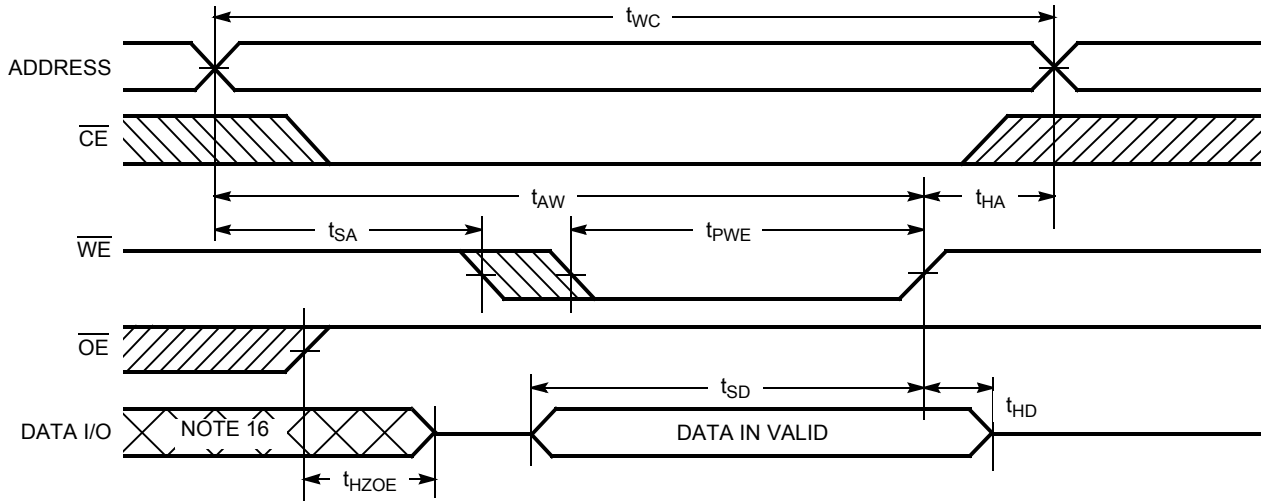 tWC
ADDRESS
CE
tAW
tHA
tSA
tPWE
WE
OE
tSD
tHD
DATA I/O
NOTE 16
DATA IN VALID
tHZOE